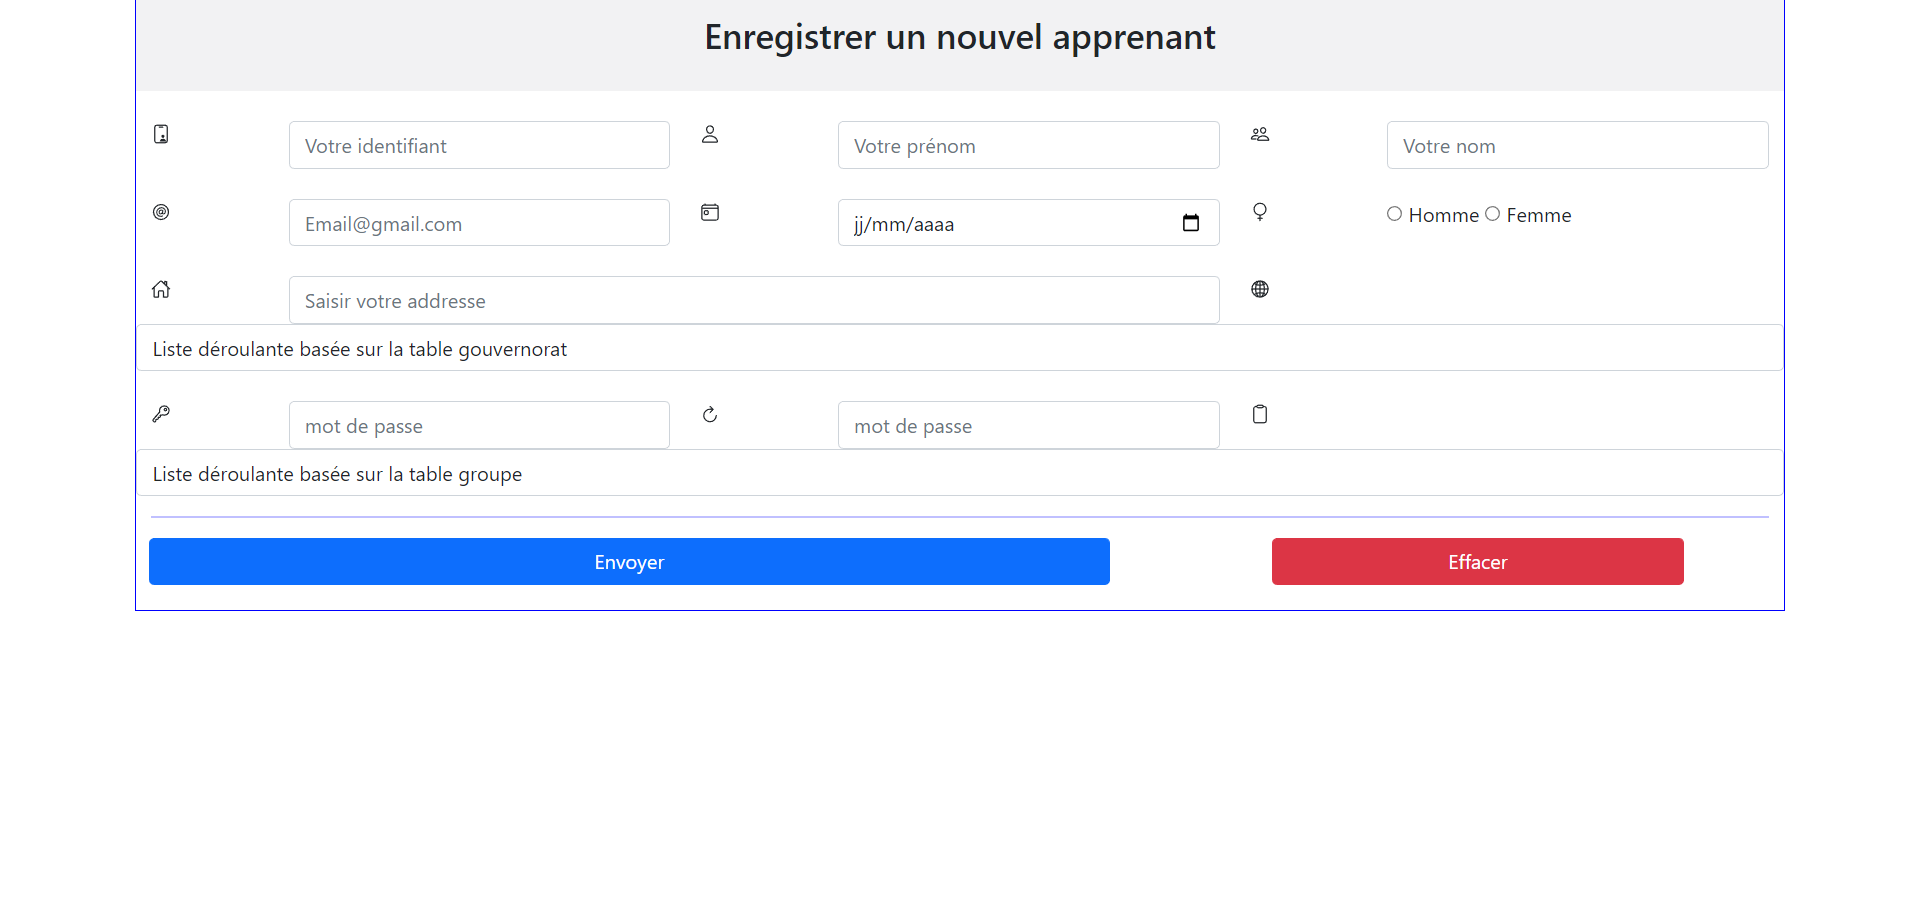 Enregistrer un nouvel apprenant
Votre identifiant
Votre prénom
Votre nom
Email@gmail.com
jj/mm/aaaa
Homme
Femme
Saisir votre addresse
Liste déroulante basée sur la table gouvernorat
mot de passe
mot de passe
Liste déroulante basée sur la table groupe
Envoyer
Effacer